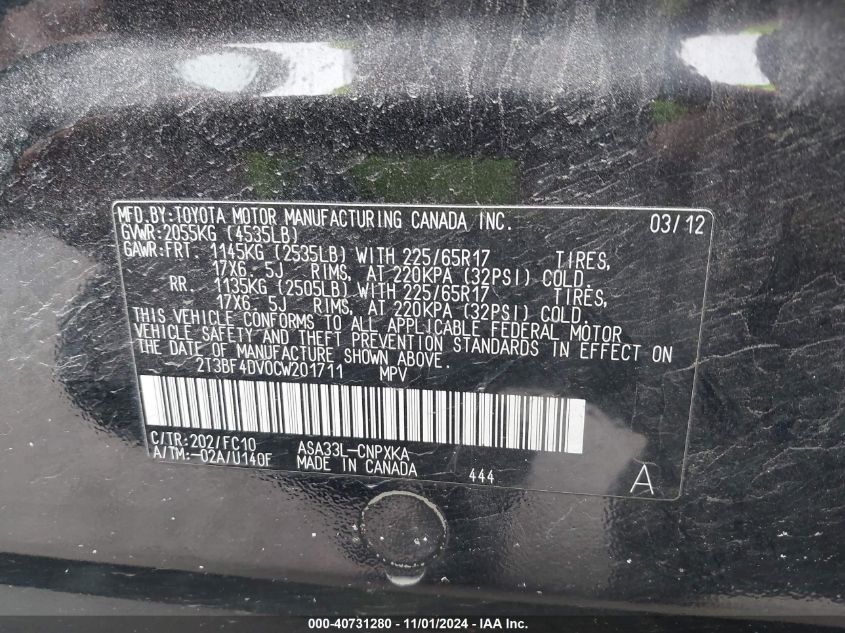 MFD.BY:TOYOTA MOTOR MANUFACTURING CANADA INC. 03/12
GVWR:2055KG (4535LB)
GAWR:FRT. 1145KG (2535LB) WITH 225/65R17 TIRES,
17X6. 5J RIMS, AT 220KPA (32PSI) COLD.
RR. 1135KG (2505LB) WITH 225/65R17 TIRES,
17X6. 5J RIMS, AT 220KPA (32PSI) COLD.
THIS VEHICLE CONFORMS TO ALL APPLICABLE FEDERAL MOTOR
VEHICLE SAFETY AND THEFT PREVENTION STANDARDS IN EFFECT ON
THE DATE OF MANUFACTURE SHOWN ABOVE.
2T3BF4DV0CW201711 MPV
C/TR:202/FC10 ASA33L-CNPXKA
A/TM:-02A/U140F MADE IN CANADA 444 A
000-40731280 - 11/01/2024 - IAA Inc.